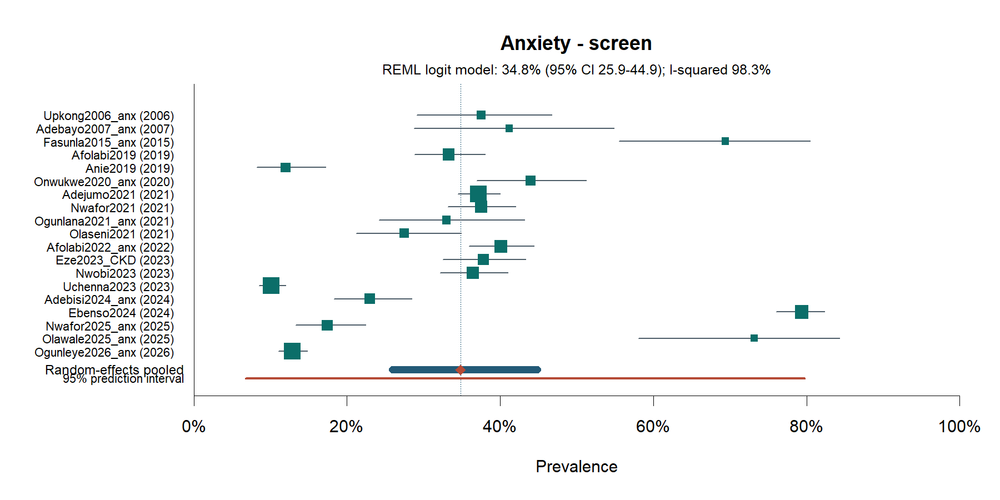 Anxiety - screen
REML logit model: 34.8% (95% CI 25.9-44.9); I-squared 98.3%
Upkong2006_anx (2006)
Adebayo2007_anx (2007)
Fasunla2015_anx (2015)
Afolabi2019 (2019)
Anie2019 (2019)
Onwukwe2020_anx (2020)
Adejumo2021 (2021)
Nwafor2021 (2021)
Ogunlana2021_anx (2021)
Olaseni2021 (2021)
Afolabi2022_anx (2022)
Eze2023_CKD (2023)
Nwobi2023 (2023)
Uchenna2023 (2023)
Adebisi2024_anx (2024)
Ebenso2024 (2024)
Nwafor2025_anx (2025)
Olawale2025_anx (2025)
Ogunleye2026_anx (2026)
Random-effects pooled
95% prediction interval
0% 20% 40% 60% 80% 100%
Prevalence